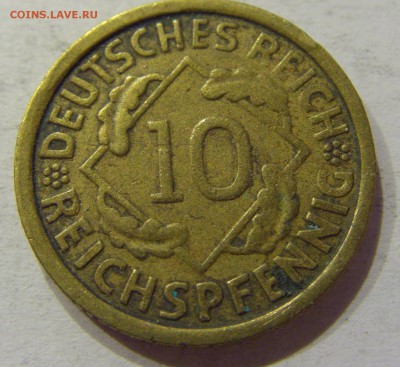 COINS.LAVE.RU
DEUTSCHES REICH
10
REICHSPFENNIG